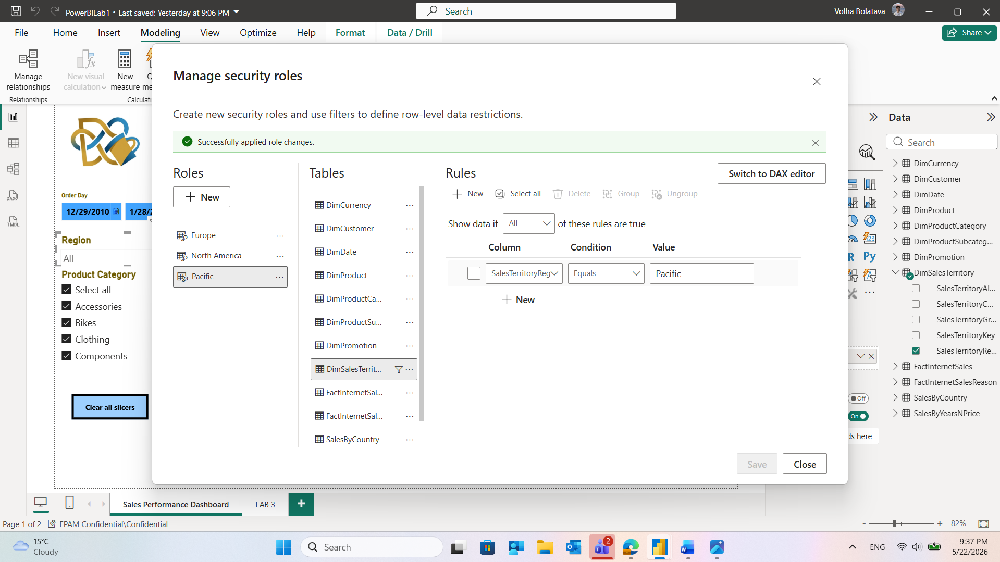 PowerBILab1 • Last saved: Yesterday at 9:06 PM
Search
Volha Bolatava
File
Home
Insert
Modeling
View
Optimize
Help
Format
Data / Drill
Share
Manage relationships
Relationships
New visual calculation
New measure
Q me
Calculati
Manage security roles
Create new security roles and use filters to define row-level data restrictions.
Successfully applied role changes.
Roles
New
Europe
North America
Pacific
Tables
DimCurrency
DimCustomer
DimDate
DimProduct
DimProductCa...
DimProductSu...
DimPromotion
DimSalesTerrit...
FactInternetSal...
FactInternetSal...
SalesByCountry
Rules
Switch to DAX editor
New
Select all
Delete
Group
Ungroup
Show data if All of these rules are true
Column
Condition
Value
SalesTerritoryReg
Equals
Pacific
New
Save
Close
Order Day
12/29/2010
1/28/2
Region
All
Product Category
Select all
Accessories
Bikes
Clothing
Components
Clear all slicers
DAX
TMDL
123
R
Py
Off
On
ds here
Data
Search
DimCurrency
DimCustomer
DimDate
DimProduct
DimProductCategory
DimProductSubcateg...
DimPromotion
DimSalesTerritory
SalesTerritoryAl...
SalesTerritoryC...
SalesTerritoryGr...
SalesTerritoryKey
SalesTerritoryRe...
FactInternetSales
FactInternetSalesReason
SalesByCountry
SalesByYearsNPrice
Sales Performance Dashboard
LAB 3
Page 1 of 2
EPAM Confidential\Confidential
82%
15°C
Cloudy
Search
2
ENG
9:37 PM
5/22/2026